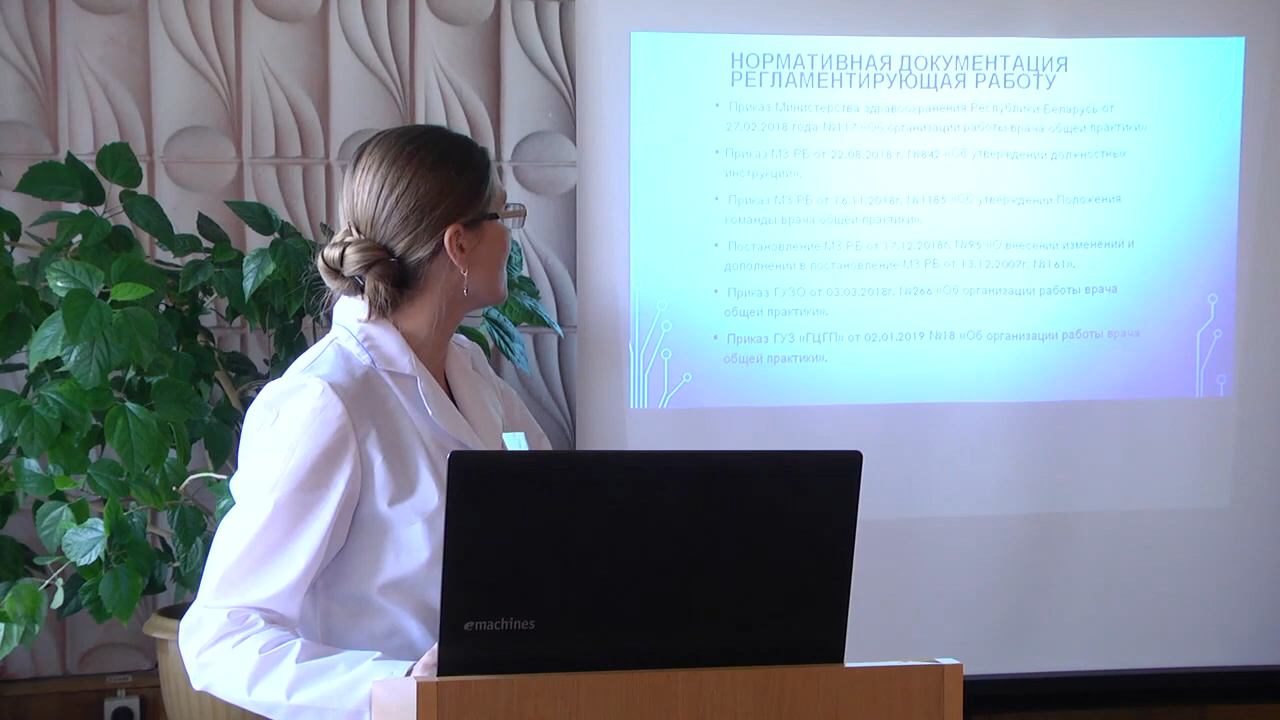 НОРМАТИВНАЯ ДОКУМЕНТАЦИЯ
РЕГЛАМЕНТИРУЮЩАЯ РАБОТУ
• Приказ Министерства здравоохранения Республики Беларусь от
27.02.2018 года №117 «Об организации работы врача общей практики»
• Приказ МЗ РБ от 22.08.2018 г. №842 «Об утверждении должностных
инструкции».
• Приказ МЗ РБ от 16.11.2018г. №1185 «Об утверждении Положения
команды врача общей практики».
• Постановление МЗ РБ от 17.12.2018г. №95 «О внесении изменении и
дополнении в постановление МЗ РБ от 13.12.2007г. №161».
• Приказ ГУЗО от 03.03.2018г. №266 «Об организации работы врача
общей практики».
• Приказ ГУЗ «ГЦГП» от 02.01.2019 №18 «Об организации работы врача
общей практики».
emachines